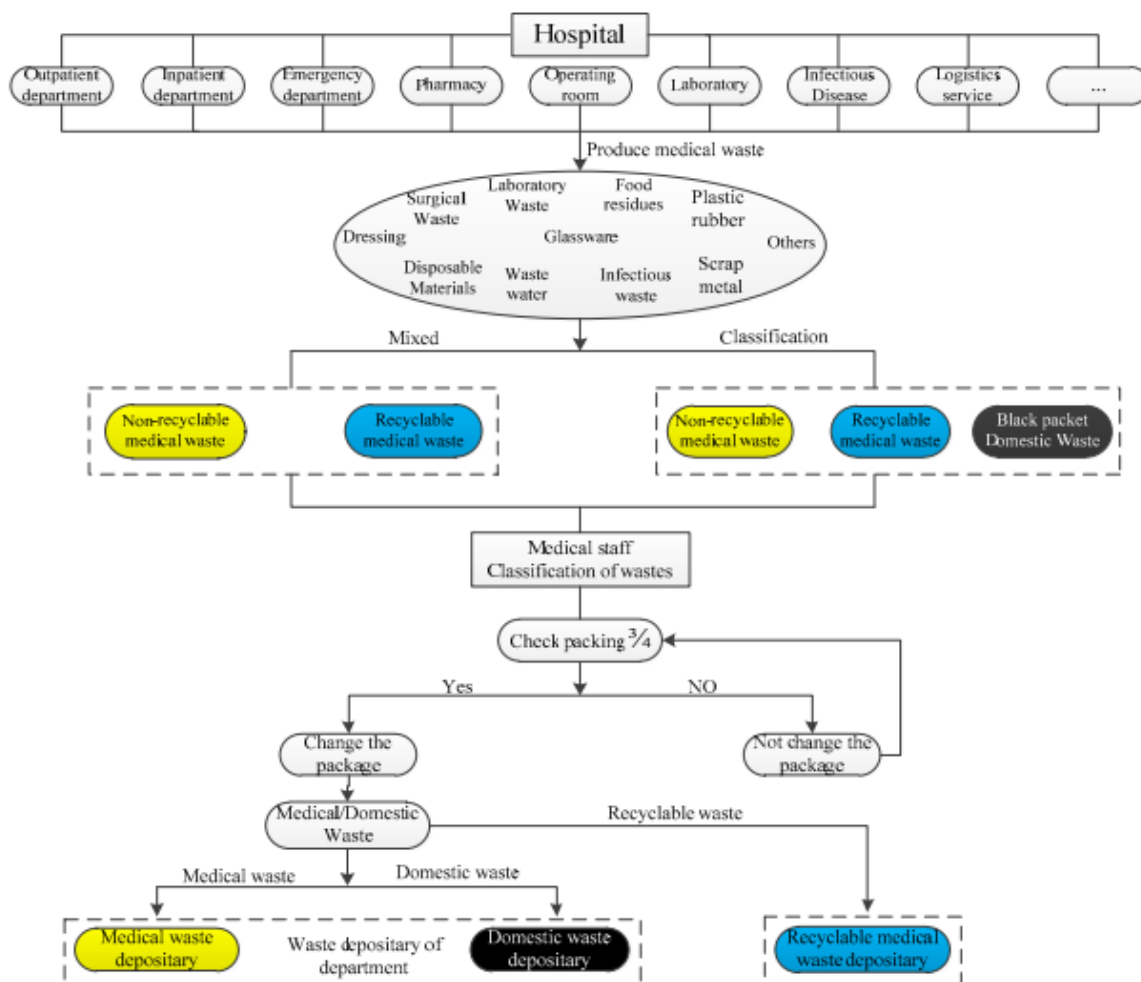 Hospital
Outpatient
department
Inpatient
department
Emergency
department
Pharmacy
Operating
room
Laboratory
Infectious
Disease
Logistics
service
...
Produce medical waste
Surgical
Waste
Laboratory
Waste
Food
residues
Plastic
rubber
Dressing
Glassware
Others
Disposable
Materials
Waste
water
Infectious
waste
Scrap
metal
Mixed
Classification
Non-recyclable
medical waste
Recyclable
medical waste
Non-recyclable
medical waste
Recyclable
medical waste
Black packet
Domestic Waste
Medical staff
Classification of wastes
Check packing ¾
Yes
NO
Change the
package
Not change the
package
Medical/Domestic
Waste
Recyclable waste
Medical waste
Domestic waste
Medical waste
depositary
Waste depositary of
department
Domestic waste
depositary
Recyclable medical
waste depositary